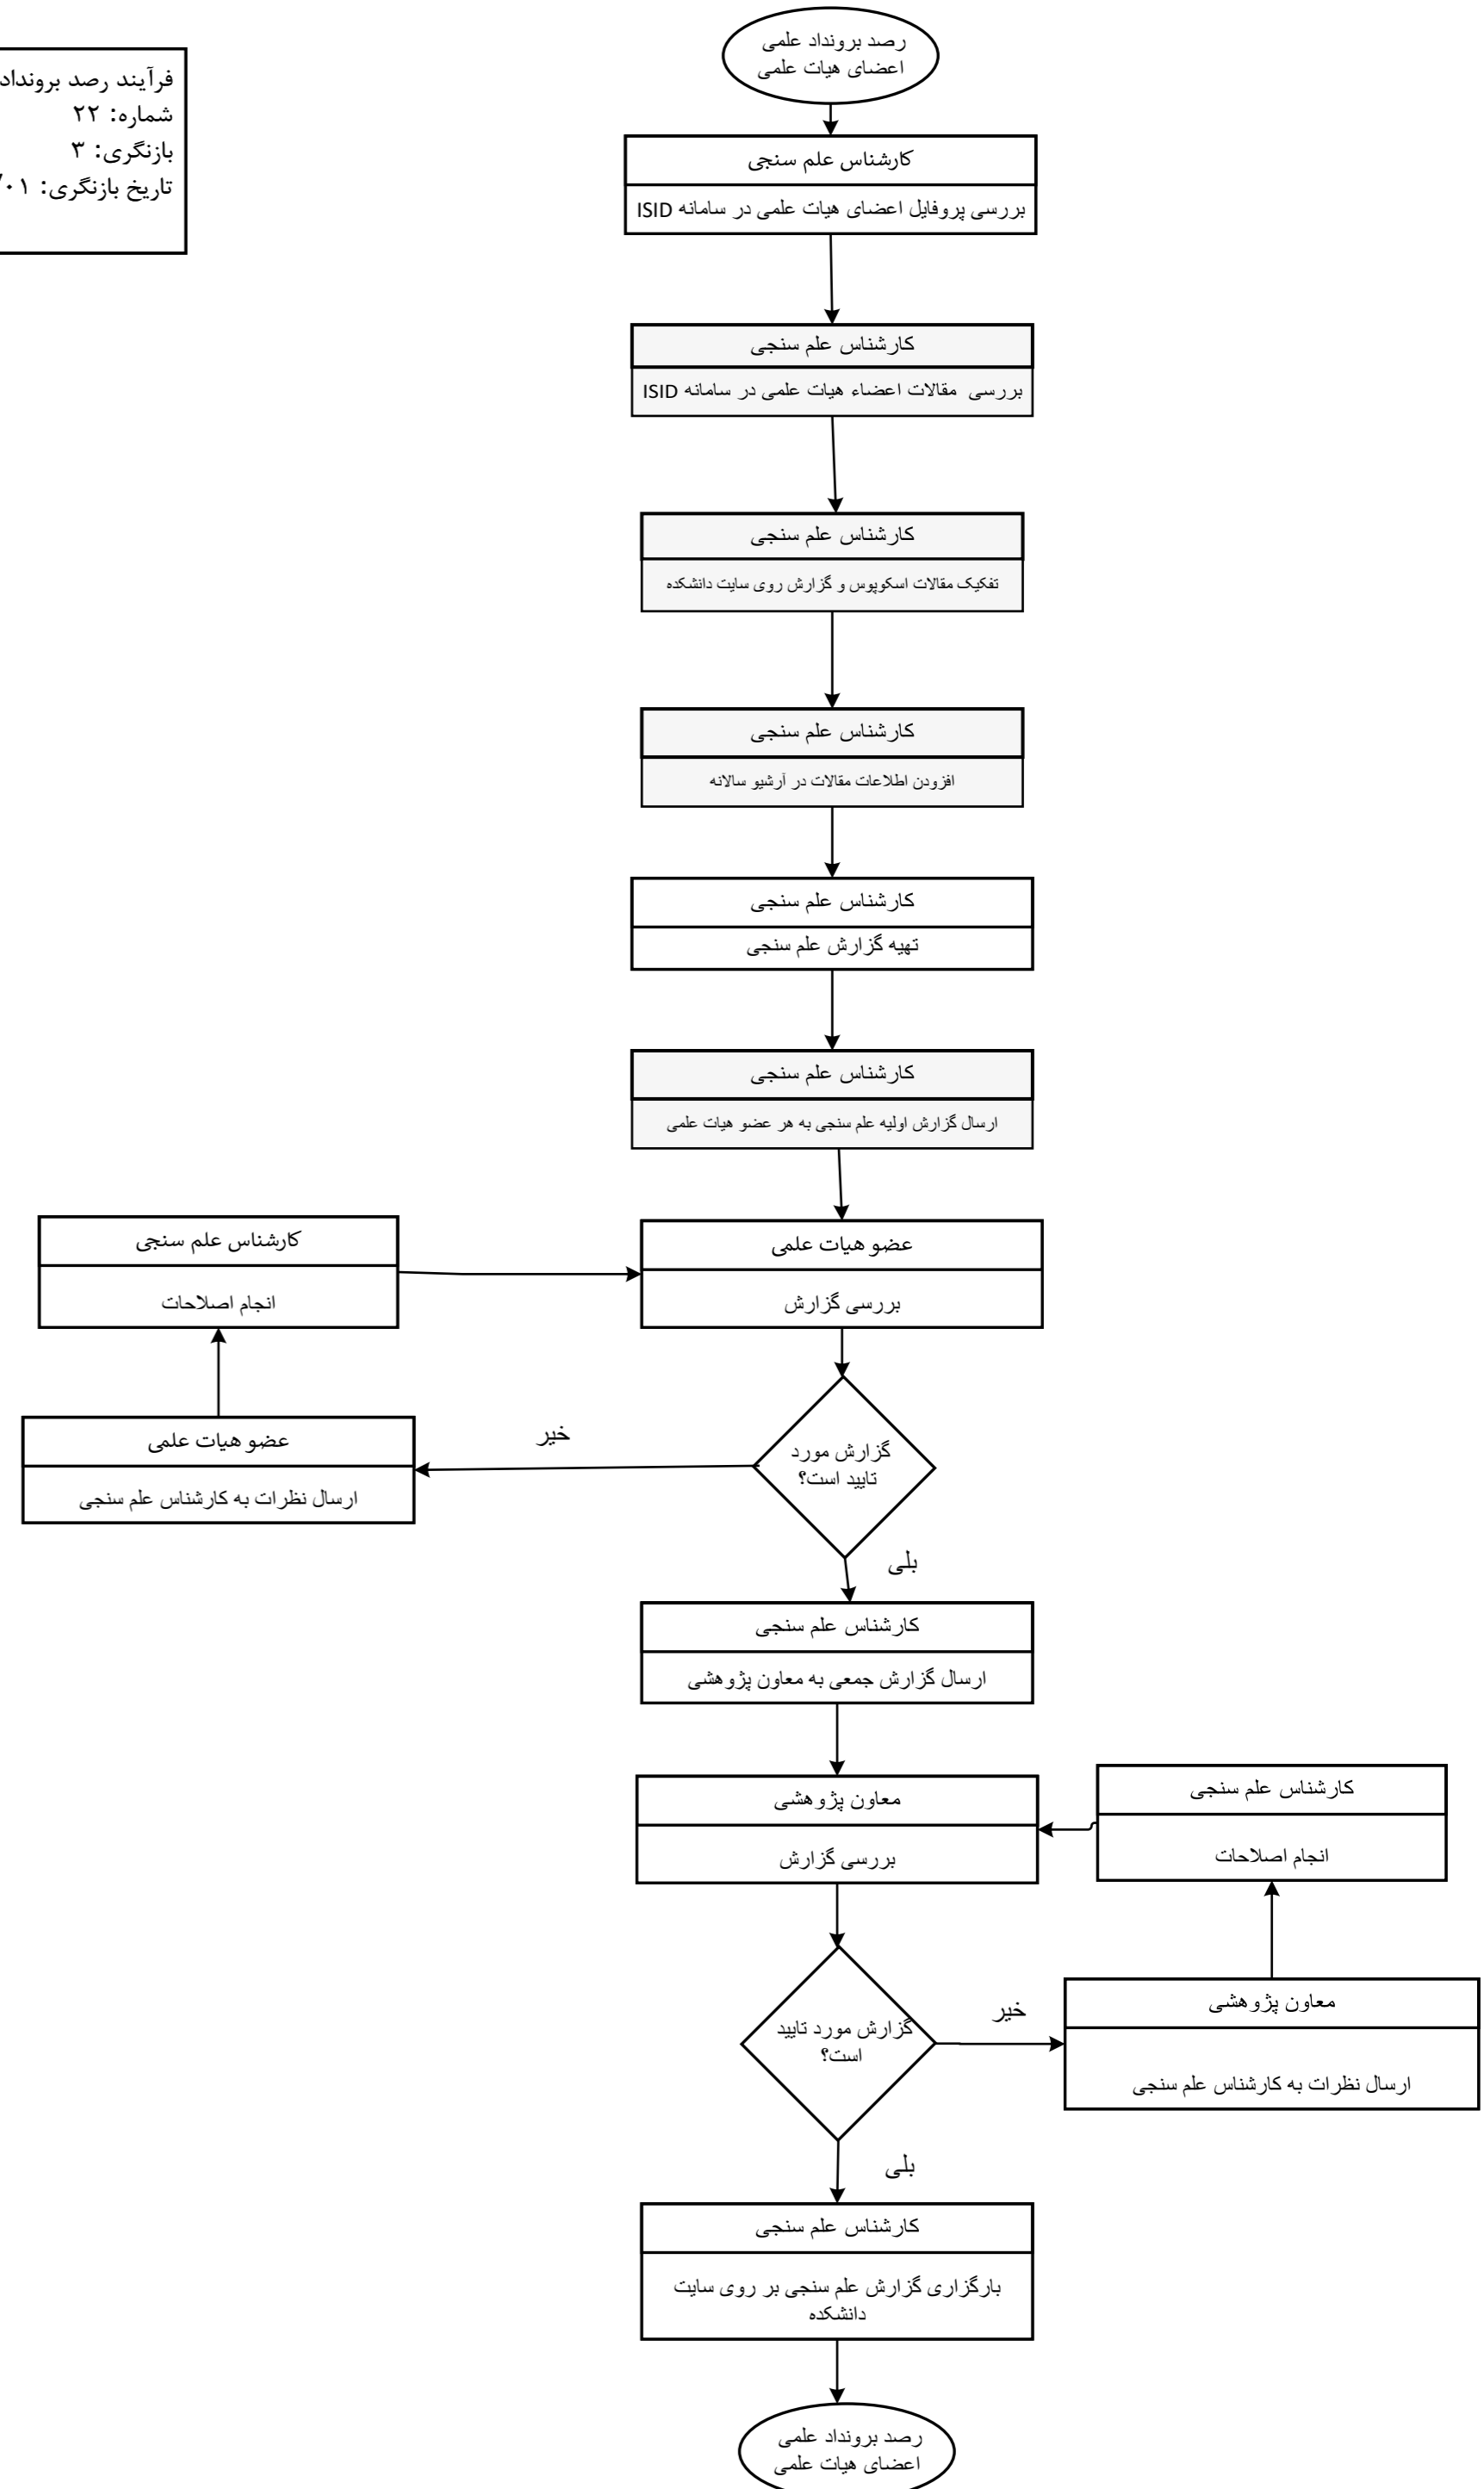 رصد برونداد علمی
اعضای هیات علمی
فرآیند رصد برونداد
شماره: ۲۲
بازنگری: ۳
تاریخ بازنگری: ۰۱/
کارشناس علم سنجی
بررسی پروفایل اعضای هیات علمی در سامانه ISID
کارشناس علم سنجی
بررسی مقالات اعضاء هیات علمی در سامانه ISID
کارشناس علم سنجی
تفکیک مقالات اسکوپوس و گزارش روی سایت دانشکده
کارشناس علم سنجی
افزودن اطلاعات مقالات در آرشیو سالانه
کارشناس علم سنجی
تهیه گزارش علم سنجی
کارشناس علم سنجی
ارسال گزارش اولیه علم سنجی به هر عضو هیات علمی
عضو هیات علمی
بررسی گزارش
کارشناس علم سنجی
انجام اصلاحات
گزارش مورد
تایید است؟
خیر
عضو هیات علمی
ارسال نظرات به کارشناس علم سنجی
بلی
کارشناس علم سنجی
ارسال گزارش جمعی به معاون پژوهشی
معاون پژوهشی
بررسی گزارش
کارشناس علم سنجی
انجام اصلاحات
گزارش مورد تایید
است؟
خیر
معاون پژوهشی
ارسال نظرات به کارشناس علم سنجی
بلی
کارشناس علم سنجی
بارگزاری گزارش علم سنجی بر روی سایت
دانشکده
رصد برونداد علمی
اعضای هیات علمی